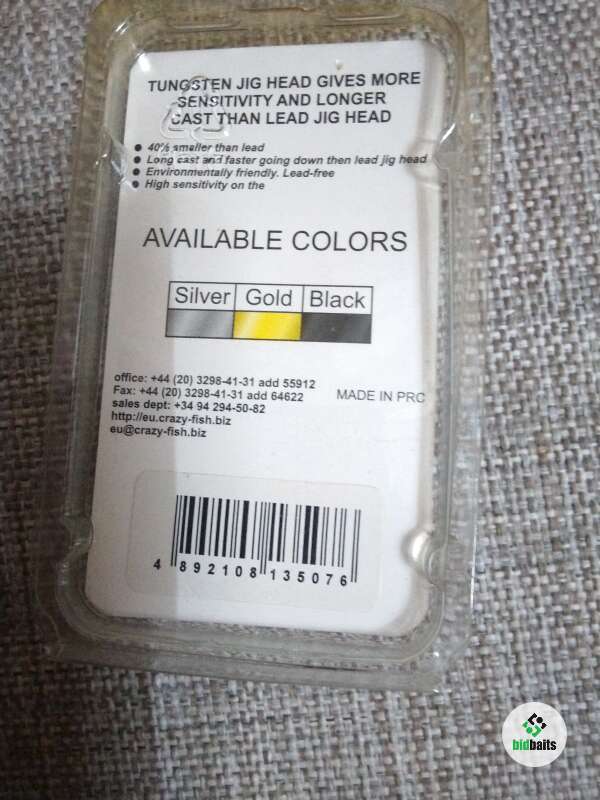 TUNGSTEN JIG HEAD GIVES MORE
SENSITIVITY AND LONGER
CAST THAN LEAD JIG HEAD
● 40% smaller than lead
● Long cast and faster going down then lead jig head
● Environmentally friendly. Lead-free
● High sensitivity on the
AVAILABLE COLORS
Silver Gold Black
office: +44 (20) 3298-41-31 add 55912
Fax: +44 (20) 3298-41-31 add 64622
sales dept: +34 94 294-50-82
http://eu.crazy-fish.biz
eu@crazy-fish.biz
MADE IN PRC
4 892108 135076
bidbaits